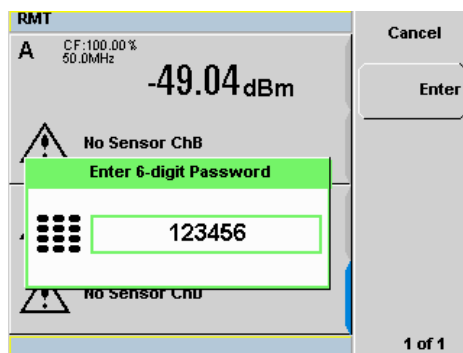 RMT
Cancel
A
CF:100.00%
50.0MHz
-49.04dBm
Enter
No Sensor ChB
Enter 6-digit Password
123456
No Sensor ChD
1 of 1